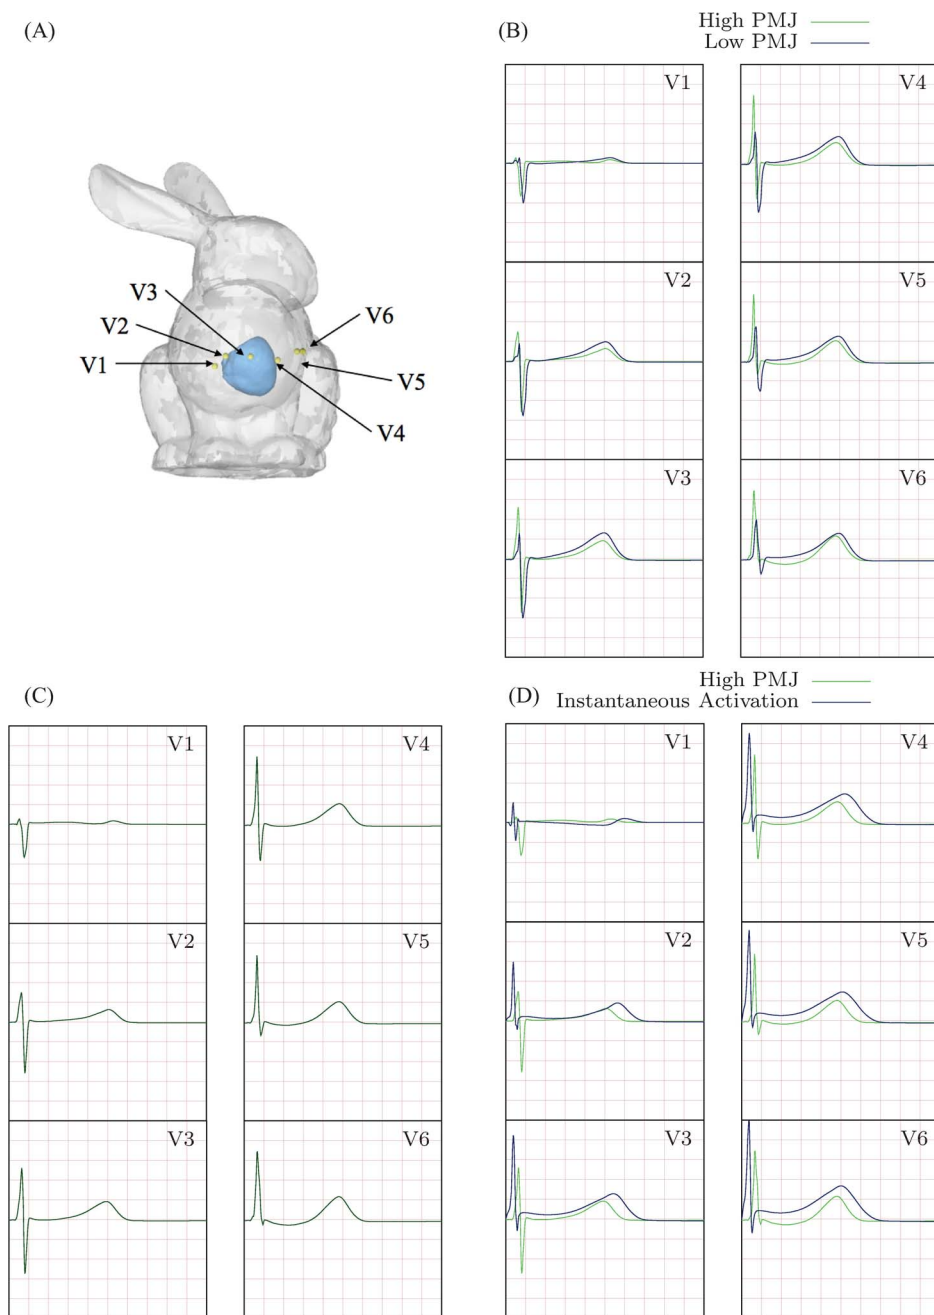 (A)
V3
V2
V1
V6
V5
V4
(B)
High PMJ
Low PMJ
V1
V4
V2
V5
V3
V6
(C)
V1
V4
V2
V5
V3
V6
(D)
High PMJ
Instantaneous Activation
V1
V4
V2
V5
V3
V6